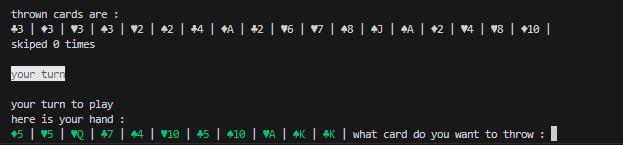 thrown cards are :
♣3 | ♦3 | ♥3 | ♠3 | ♥2 | ♠2 | ♣4 | ♦A | ♣2 | ♥6 | ♥7 | ♠8 | ♠J | ♠A | ♦2 | ♥4 | ♥8 | ♦10 |
skiped 0 times
your turn
your turn to play
here is your hand :
♦5 | ♥5 | ♥Q | ♣7 | ♠4 | ♥10 | ♣5 | ♠10 | ♥A | ♠K | ♣K | what card do you want to throw :